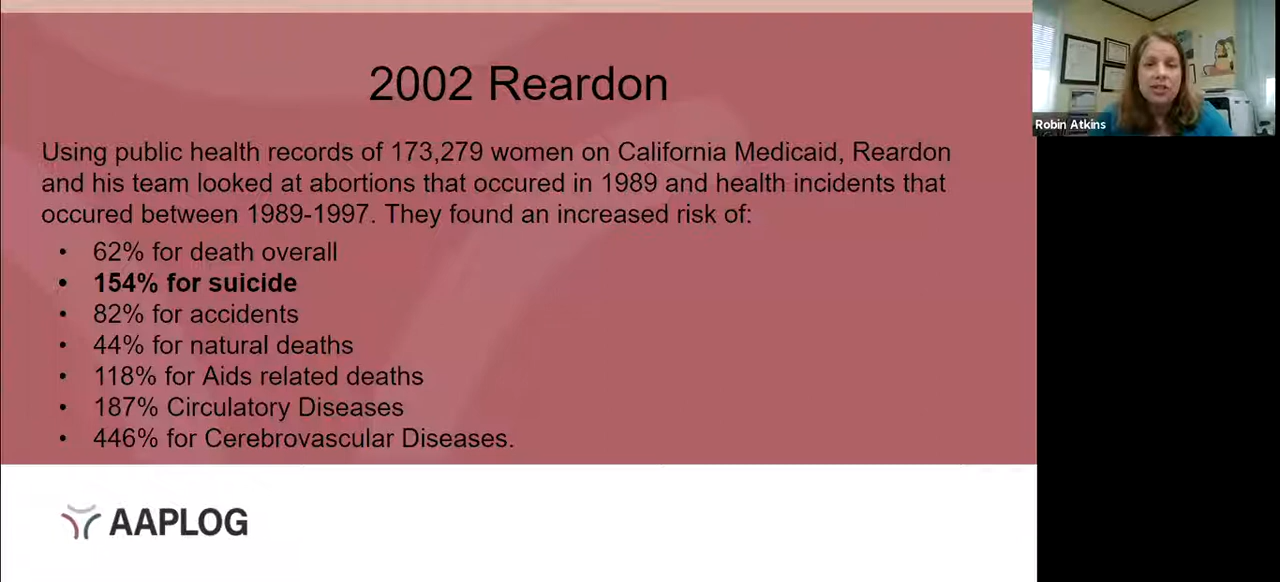 2002 Reardon
Using public health records of 173,279 women on California Medicaid, Reardon
and his team looked at abortions that occured in 1989 and health incidents that
occured between 1989-1997. They found an increased risk of:
• 62% for death overall
• 154% for suicide
• 82% for accidents
• 44% for natural deaths
• 118% for Aids related deaths
• 187% Circulatory Diseases
• 446% for Cerebrovascular Diseases.
AAPLOG
Robin Atkins